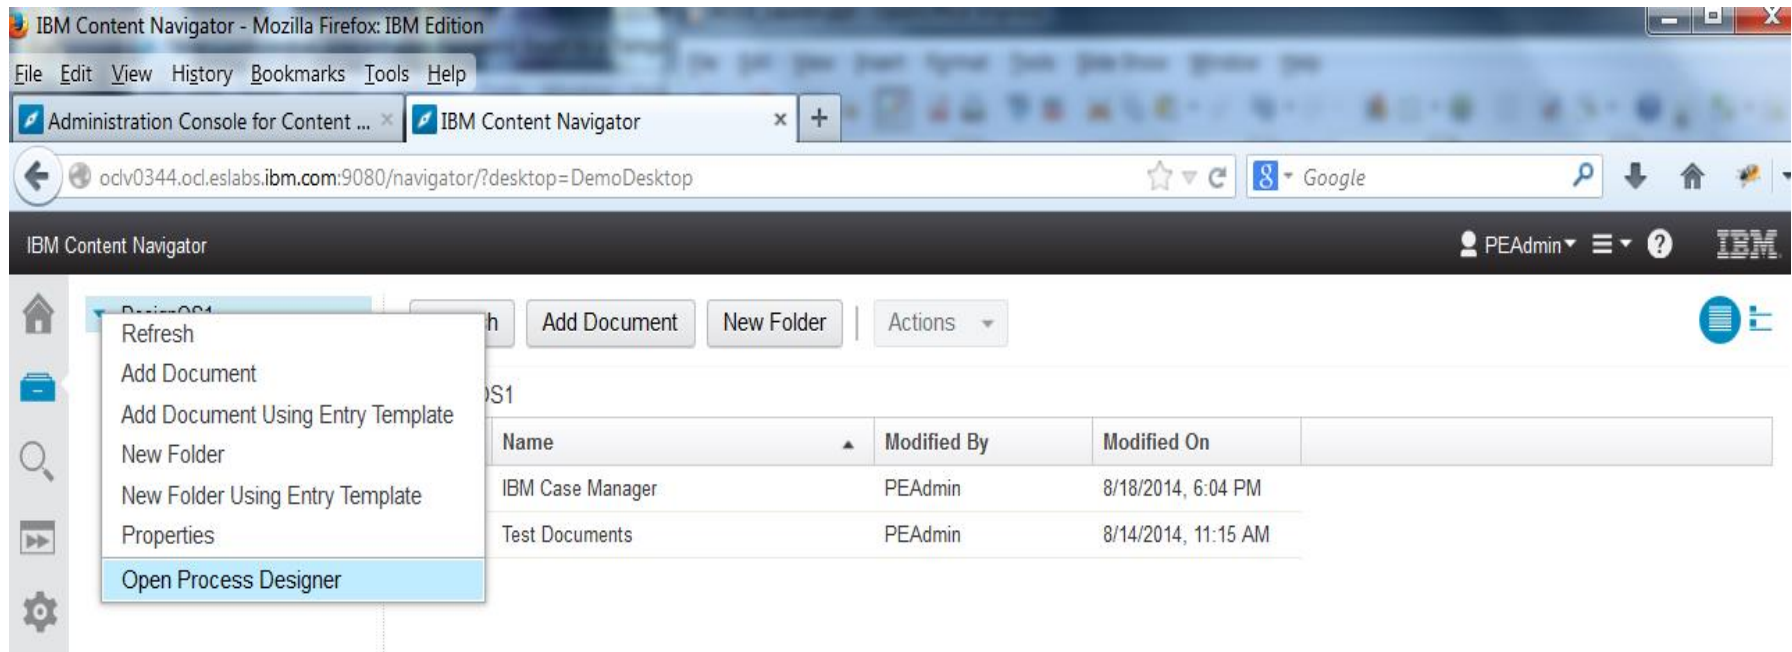 IBM Content Navigator - Mozilla Firefox: IBM Edition
File Edit View History Bookmarks Tools Help
Administration Console for Content ... × IBM Content Navigator × +
oclv0344.ocl.eslabs.ibm.com:9080/navigator/?desktop=DemoDesktop 8 Google
IBM Content Navigator PEAdmin ? IBM
h Add Document New Folder Actions
Refresh
Add Document
Add Document Using Entry Template
New Folder
New Folder Using Entry Template
Properties
Open Process Designer
OS1
Name Modified By Modified On
IBM Case Manager PEAdmin 8/18/2014, 6:04 PM
Test Documents PEAdmin 8/14/2014, 11:15 AM